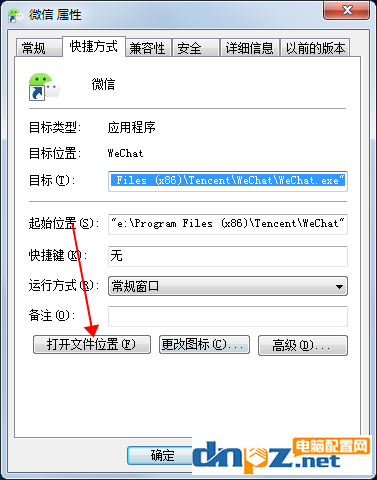 微信 属性
常规 快捷方式 兼容性 安全 详细信息 以前的版本
微信
目标类型: 应用程序
目标位置: WeChat
目标(T): Files (x86)\Tencent\WeChat\WeChat.exe"
起始位置(S): "e:\Program Files (x86)\Tencent\WeChat"
快捷键(K): 无
运行方式(R): 常规窗口
备注(O):
打开文件位置(F) 更改图标(C)... 高级(D)...
确定
电脑配置网
dnpz.net